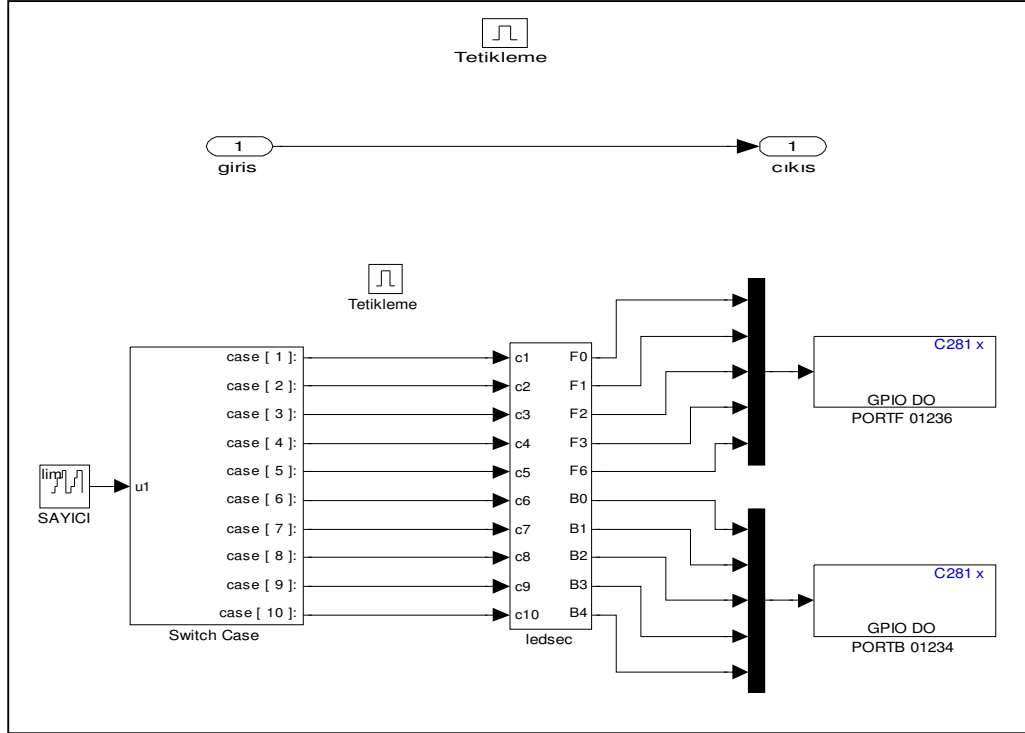 Tetikleme
1
giris
1
cıkıs
Tetikleme
lim
SAYICI
u1
case [ 1 ]:
case [ 2 ]:
case [ 3 ]:
case [ 4 ]:
case [ 5 ]:
case [ 6 ]:
case [ 7 ]:
case [ 8 ]:
case [ 9 ]:
case [ 10 ]:
Switch Case
c1
c2
c3
c4
c5
c6
c7
c8
c9
c10
F0
F1
F2
F3
F6
B0
B1
B2
B3
B4
ledsec
C281 x
GPIO DO
PORTF 01236
C281 x
GPIO DO
PORTB 01234